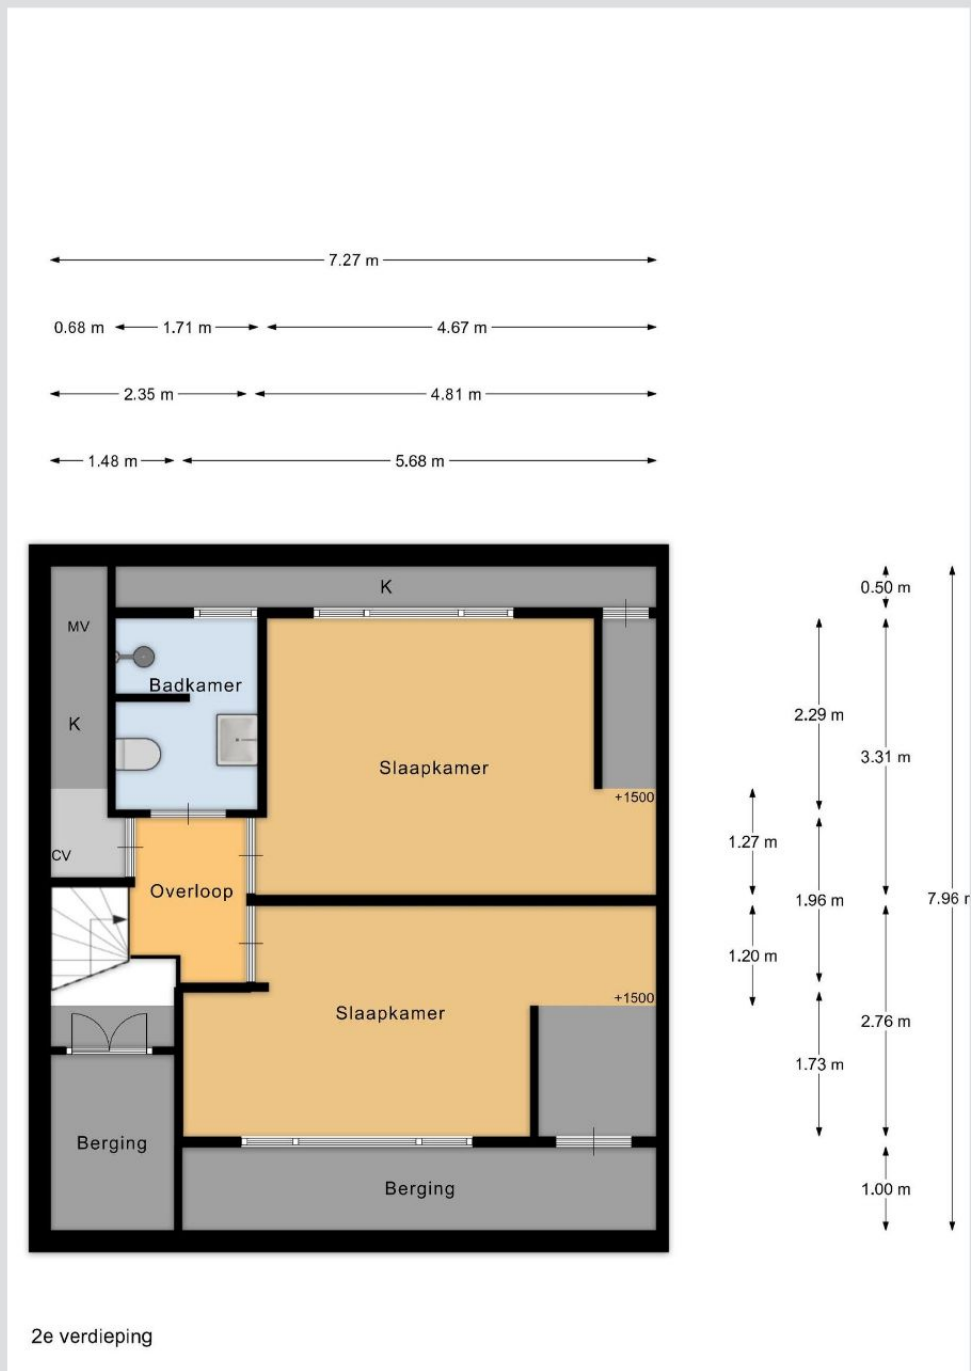 7.27 m
0.68 m
1.71 m
4.67 m
2.35 m
4.81 m
1.48 m
5.68 m
K
0.50 m
MV
Badkamer
2.29 m
K
3.31 m
Slaapkamer
+1500
1.27 m
CV
Overloop
1.96 m
7.96
1.20 m
+1500
Slaapkamer
2.76 m
1.73 m
Berging
Berging
1.00 m
2e verdieping